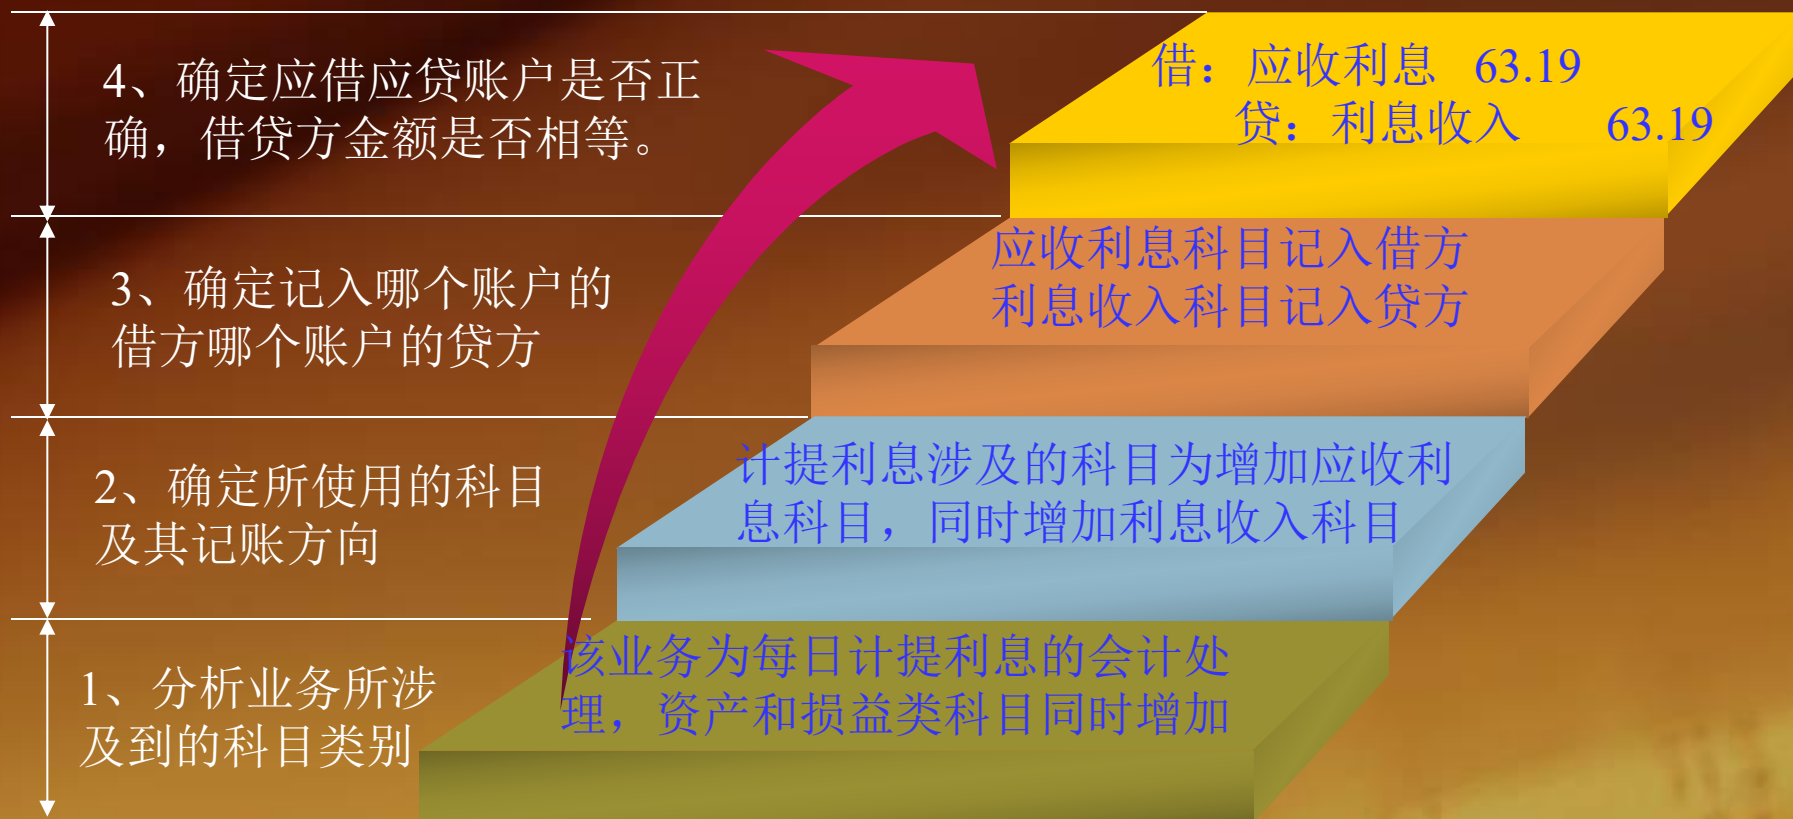 4、确定应借应贷账户是否正
确，借贷方金额是否相等。
借：应收利息 63.19
贷：利息收入 63.19
3、确定记入哪个账户的
借方哪个账户的贷方
应收利息科目记入借方
利息收入科目记入贷方
2、确定所使用的科目
及其记账方向
计提利息涉及的科目为增加应收利
息科目，同时增加利息收入科目
1、分析业务所涉
及到的科目类别
该业务为每日计提利息的会计处
理，资产和损益类科目同时增加